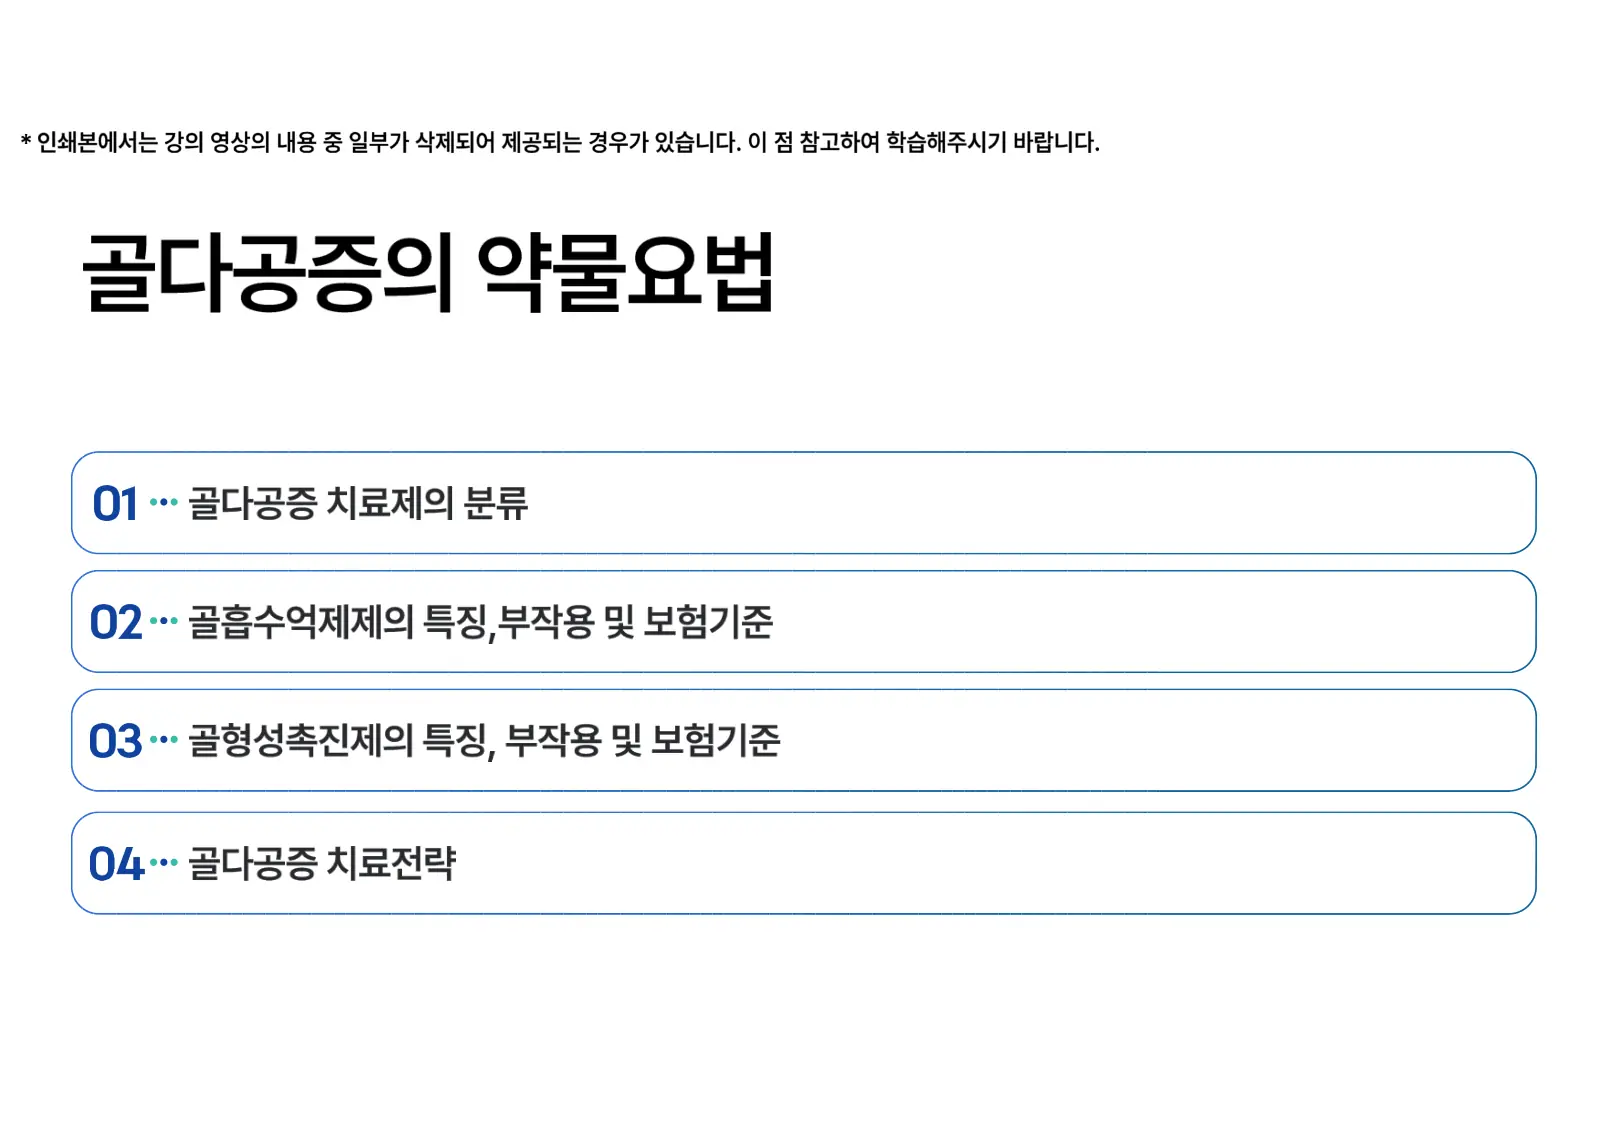 * 인쇄본에서는 강의 영상의 내용 중 일부가 삭제되어 제공되는 경우가 있습니다. 이 점 참고하여 학습해주시기 바랍니다.
골다공증의 약물요법
01 ··· 골다공증 치료제의 분류
02 ··· 골흡수억제제의 특징,부작용 및 보험기준
03 ··· 골형성촉진제의 특징, 부작용 및 보험기준
04 ··· 골다공증 치료전략